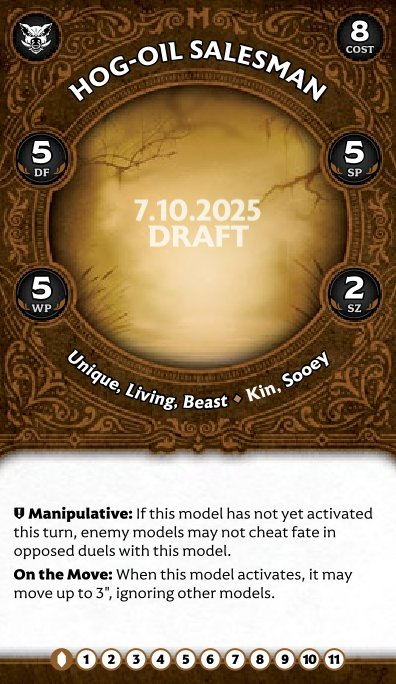 8
COST
HOG-OIL SALESMAN
5
DF
5
SP
7.10.2025
DRAFT
5
WP
2
SZ
Unique, Living, Beast ♦ Kin, Sooey
Manipulative: If this model has not yet activated
this turn, enemy models may not cheat fate in
opposed duels with this model.
On the Move: When this model activates, it may
move up to 3", ignoring other models.
1 2 3 4 5 6 7 8 9 10 11